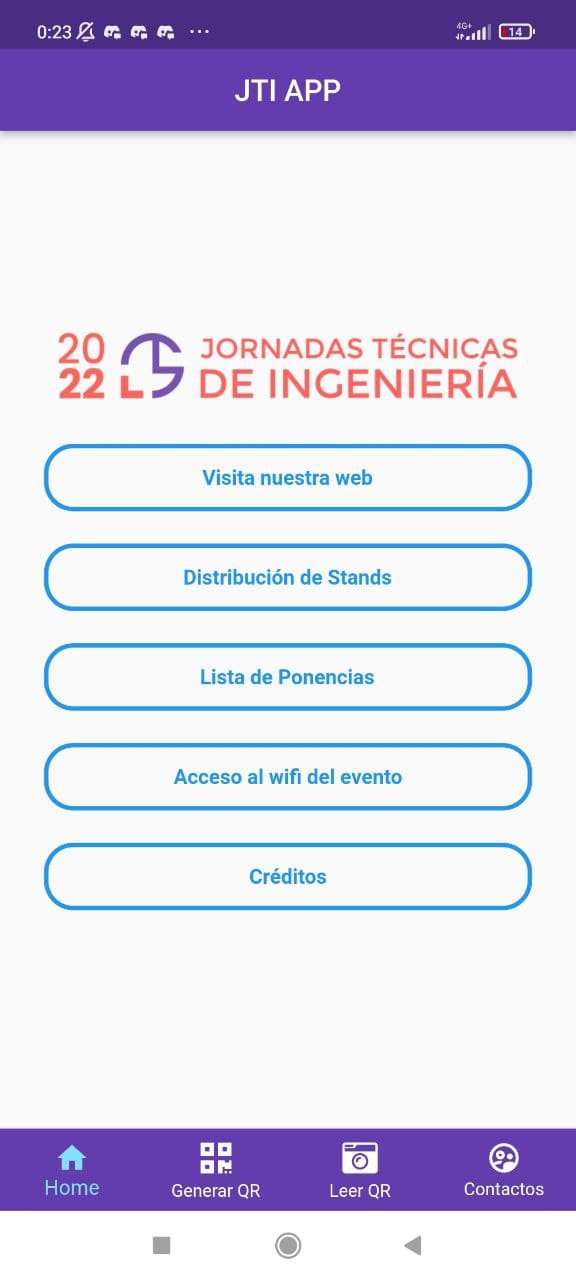 0:23
4G+
14
JTI APP
20
22
JORNADAS TÉCNICAS
DE INGENIERÍA
Visita nuestra web
Distribución de Stands
Lista de Ponencias
Acceso al wifi del evento
Créditos
Home
Generar QR
Leer QR
Contactos